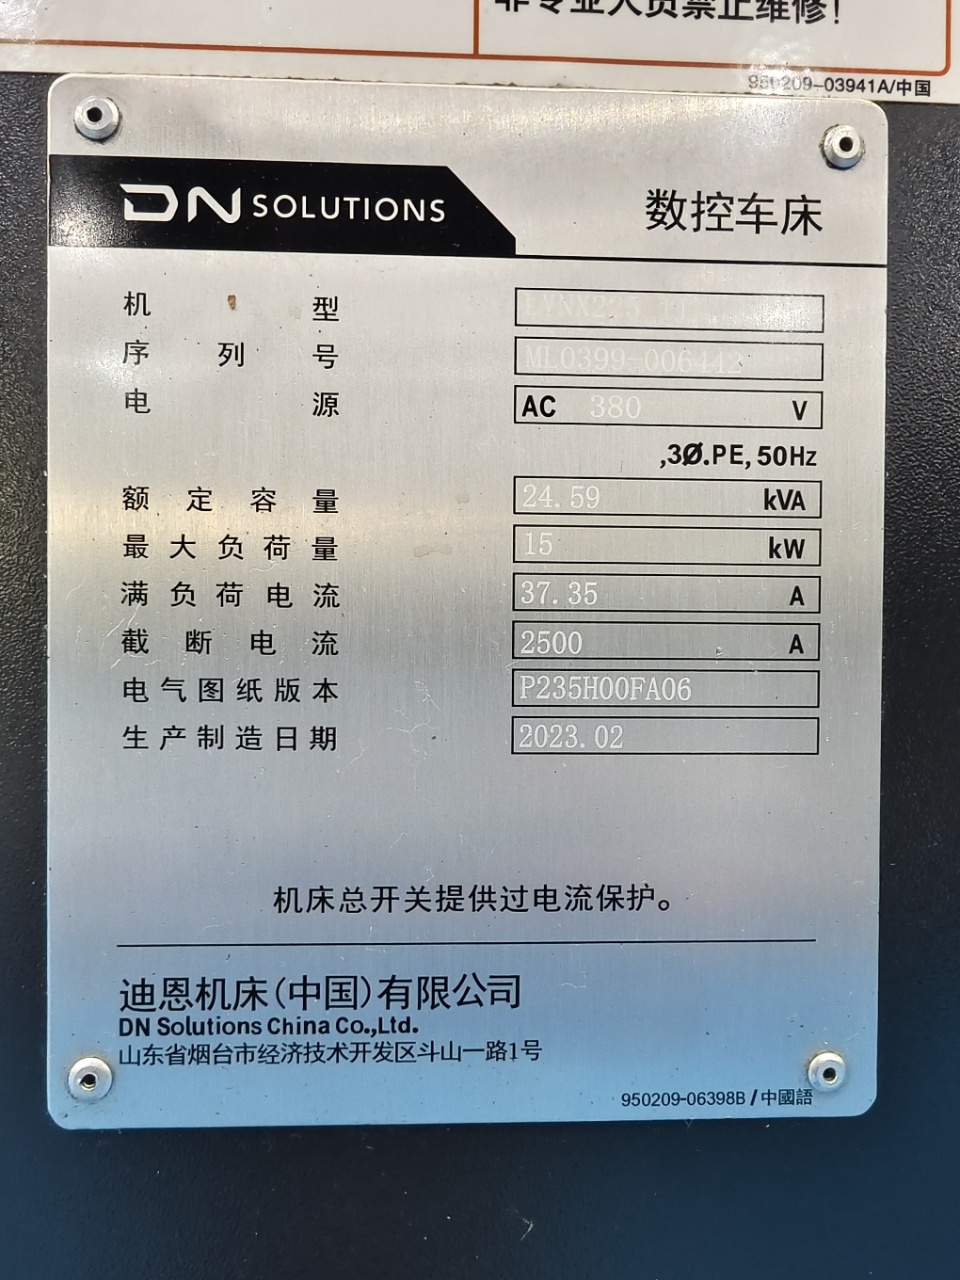 非专业人员禁止维修!
950209-03941A/中国
DN SOLUTIONS 数控车床
机 型 LYNX225
序 列 号 ML0399-006442
电 源 AC 380 V
,3Ø.PE, 50Hz
额 定 容 量 24.59 kVA
最 大 负 荷 量 15 kW
满 负 荷 电 流 37.35 A
截 断 电 流 2500 A
电 气 图 纸 版 本 P235H00FA06
生 产 制 造 日 期 2023.02
机床总开关提供过电流保护。
迪恩机床(中国)有限公司
DN Solutions China Co.,Ltd.
山东省烟台市经济技术开发区斗山一路1号
950209-06398B / 中國語